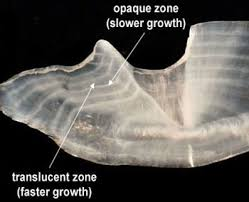 opaque zone
(slower growth)
translucent zone
(faster growth)